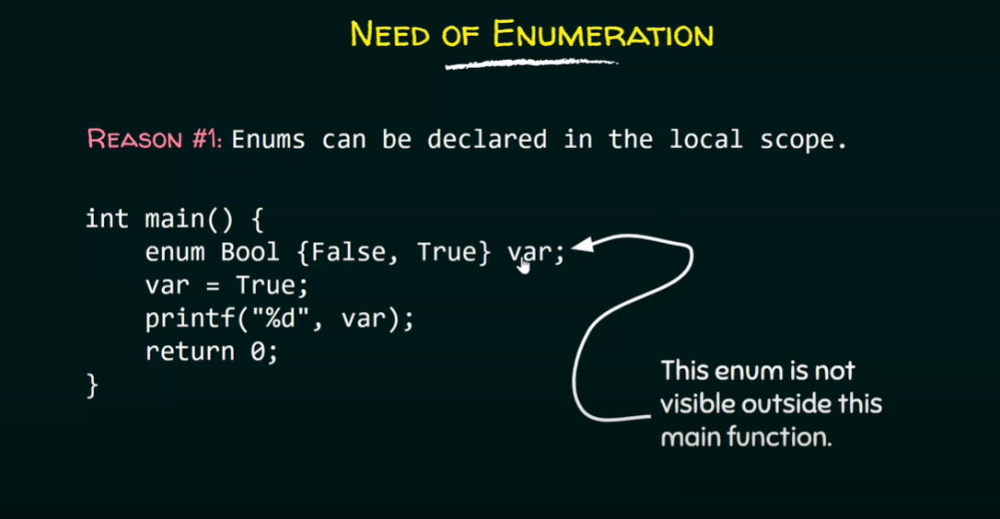 NEED OF ENUMERATION
REASON #1: Enums can be declared in the local scope.
int main() {
    enum Bool {False, True} var;
    var = True;
    printf("%d", var);
    return 0;
}
This enum is not
visible outside this
main function.